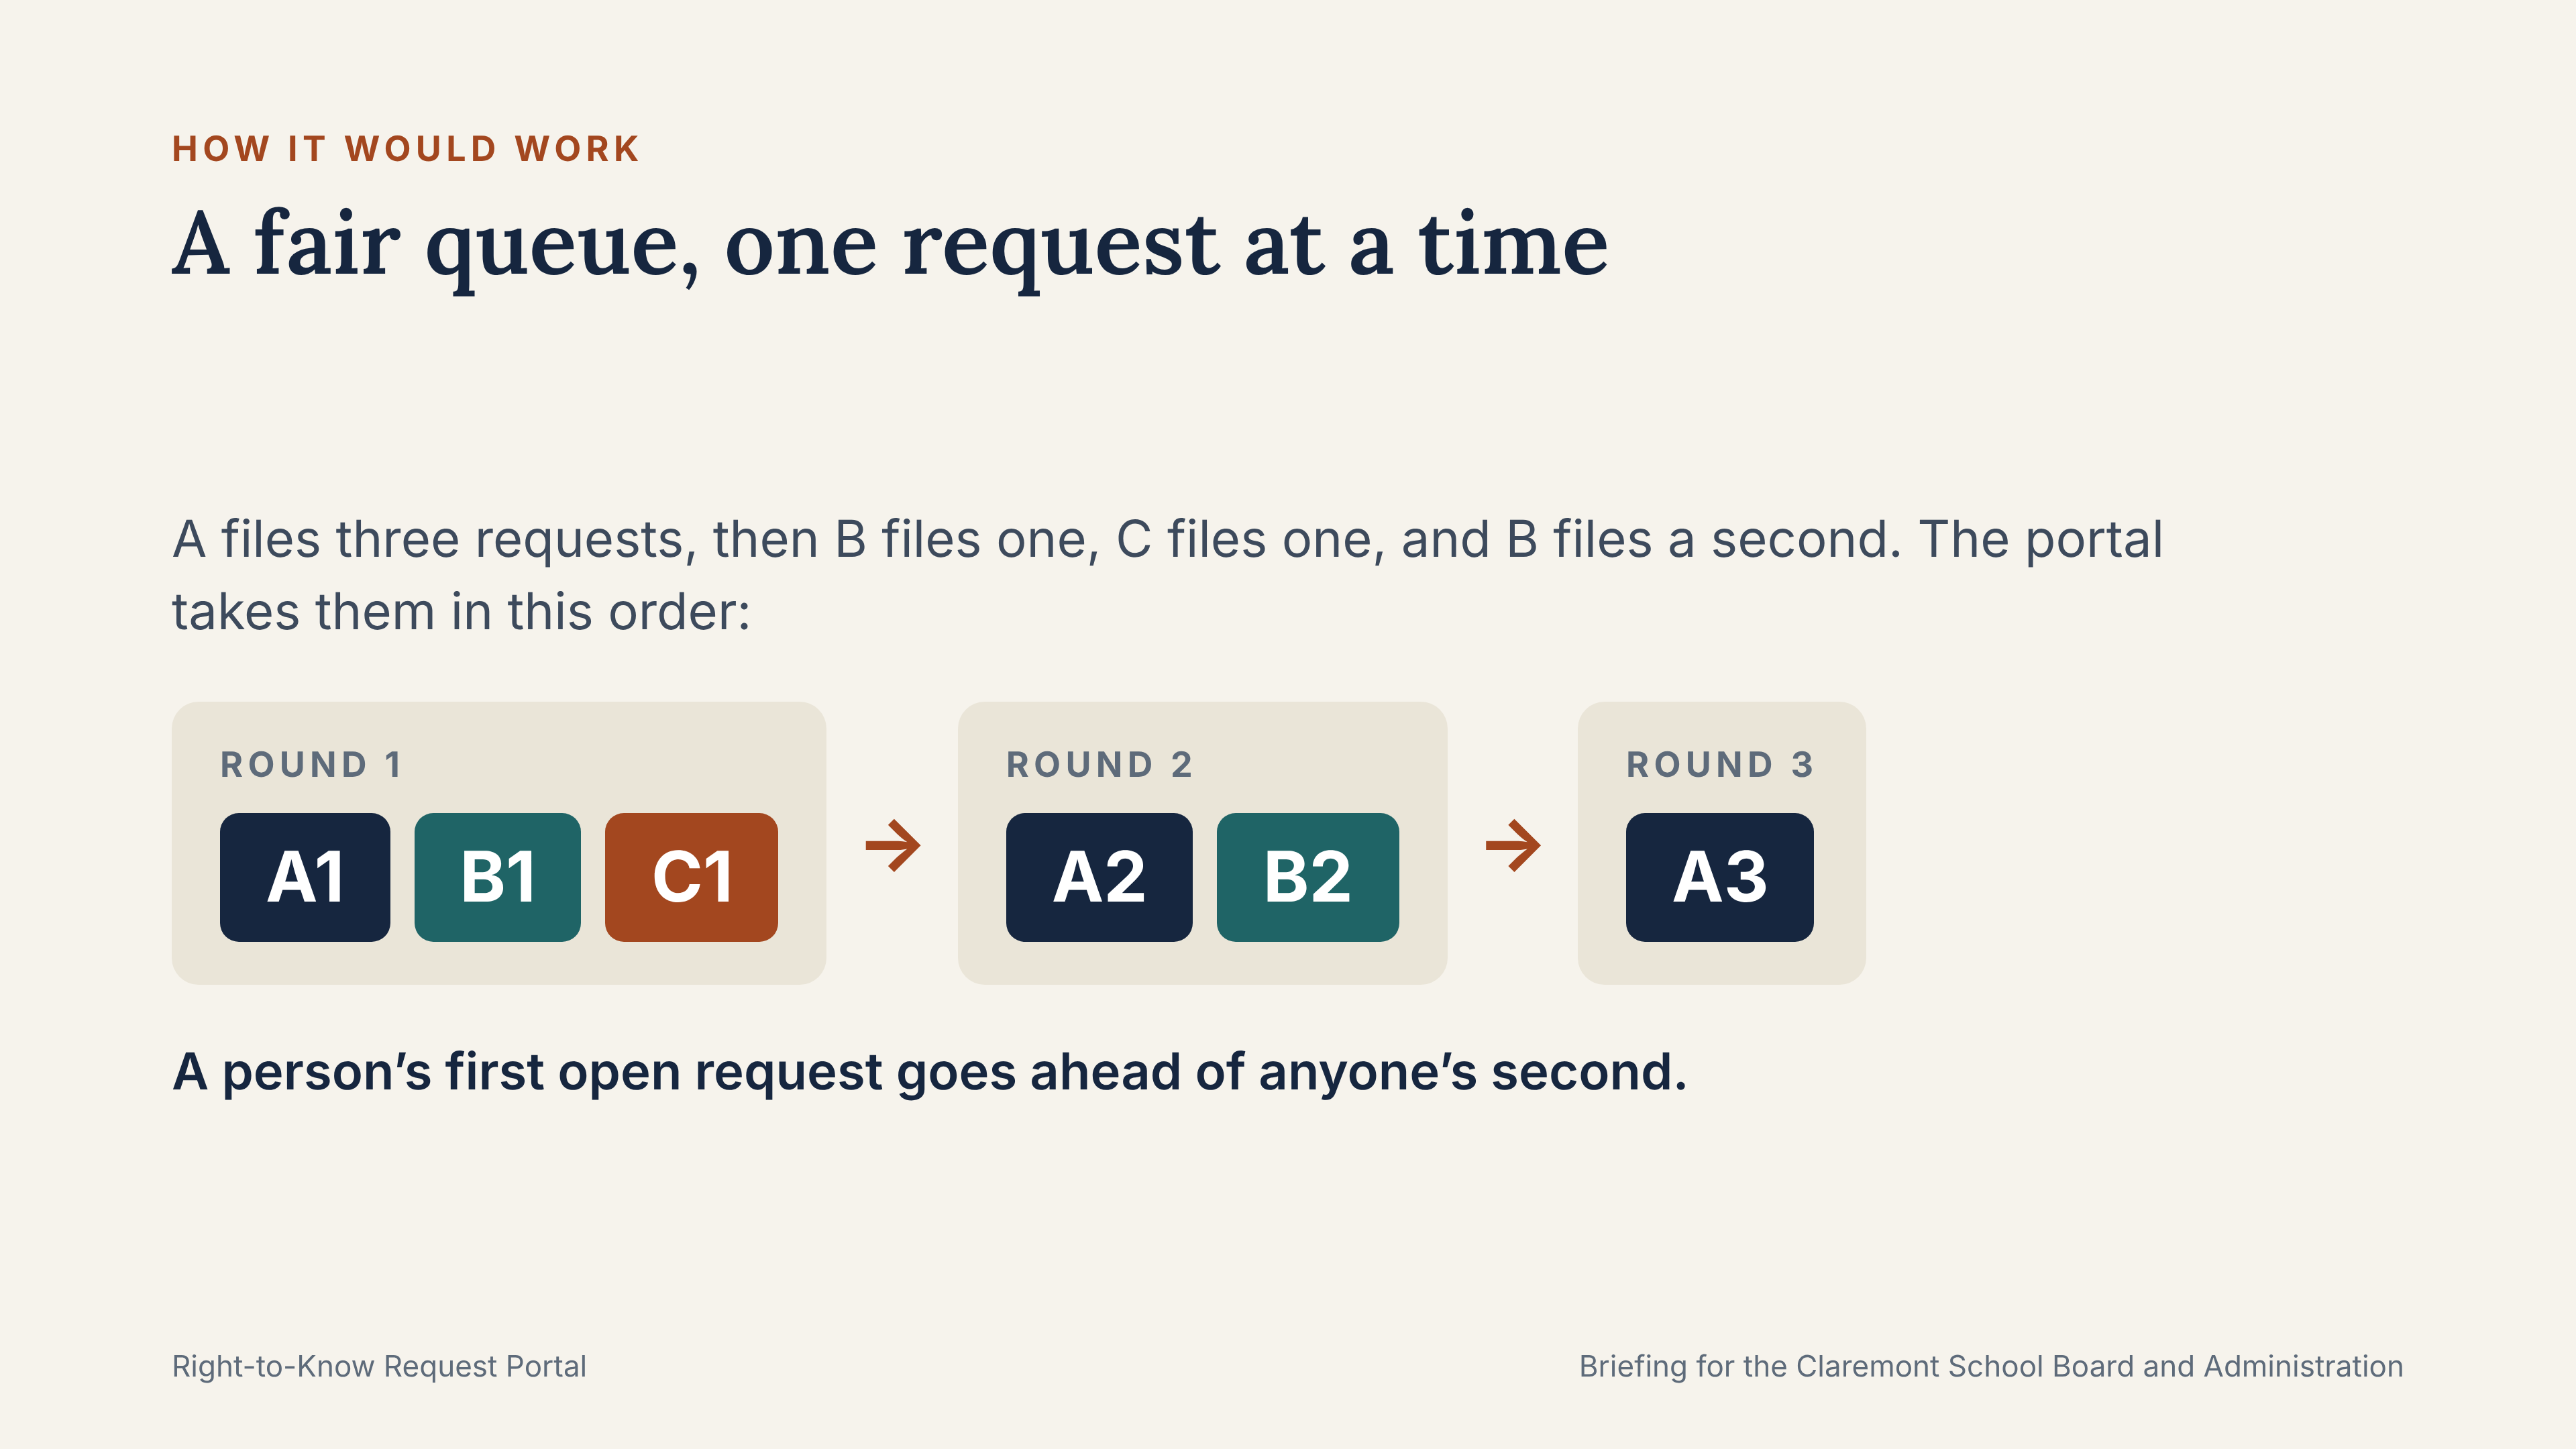 HOW IT WOULD WORK
A fair queue, one request at a time
A files three requests, then B files one, C files one, and B files a second. The portal
takes them in this order:
ROUND 1
A1 B1 C1
→
ROUND 2
A2 B2
→
ROUND 3
A3
A person’s first open request goes ahead of anyone’s second.
Right-to-Know Request Portal
Briefing for the Claremont School Board and Administration